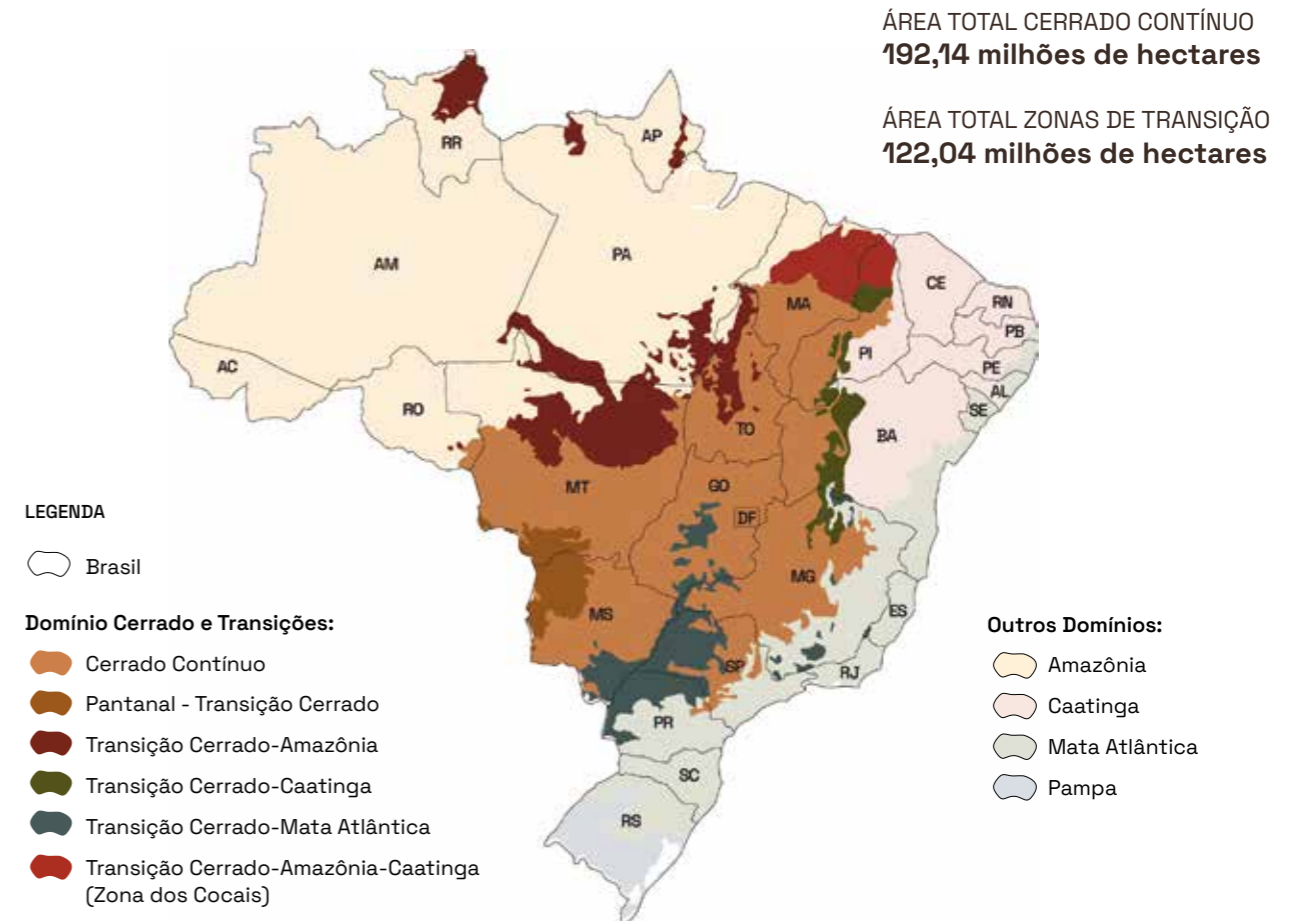 ÁREA TOTAL CERRADO CONTÍNUO
192,14 milhões de hectares
ÁREA TOTAL ZONAS DE TRANSIÇÃO
122,04 milhões de hectares
RR
AP
AM
PA
MA
CE
RN
PB
PI
PE
AL
SE
AC
RO
TO
BA
MT
GO
DF
MG
MS
ES
SP
RJ
PR
SC
RS
LEGENDA
Brasil
Domínio Cerrado e Transições:
Cerrado Contínuo
Pantanal - Transição Cerrado
Transição Cerrado-Amazônia
Transição Cerrado-Caatinga
Transição Cerrado-Mata Atlântica
Transição Cerrado-Amazônia-Caatinga
(Zona dos Cocais)
Outros Domínios:
Amazônia
Caatinga
Mata Atlântica
Pampa